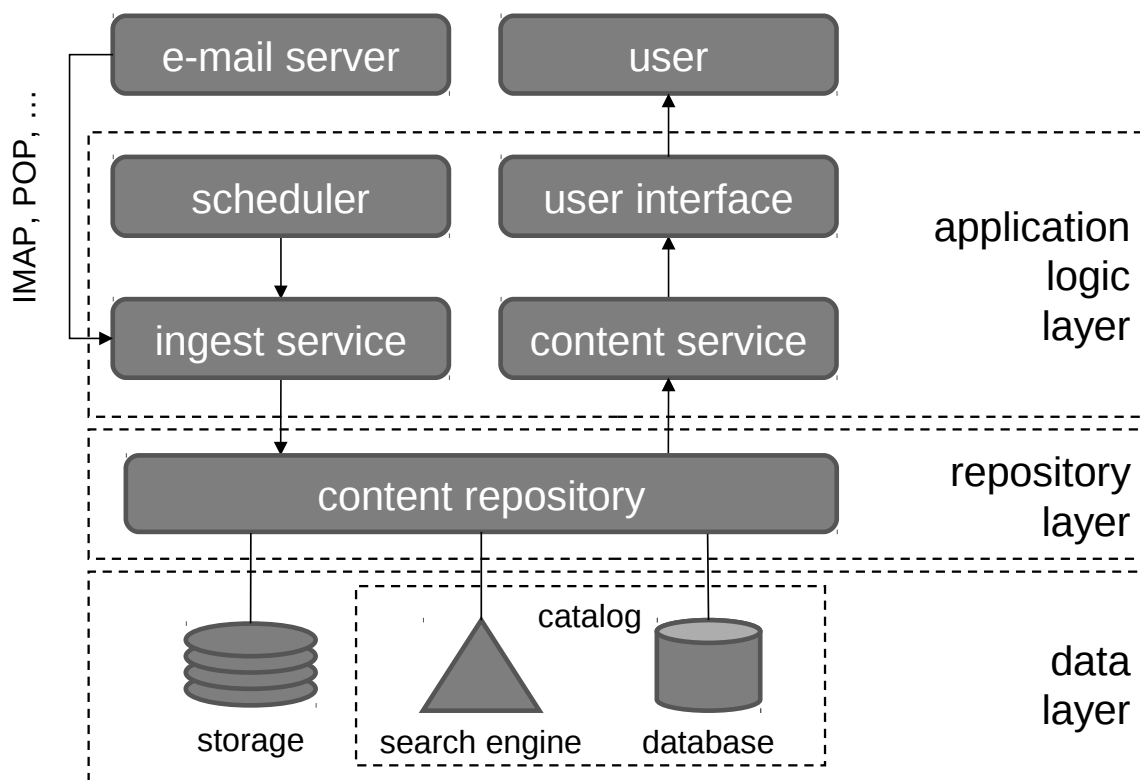 e-mail server
user
IMAP, POP, ...
scheduler
user interface
application
logic
layer
ingest service
content service
content repository
repository
layer
catalog
data
layer
storage
search engine
database